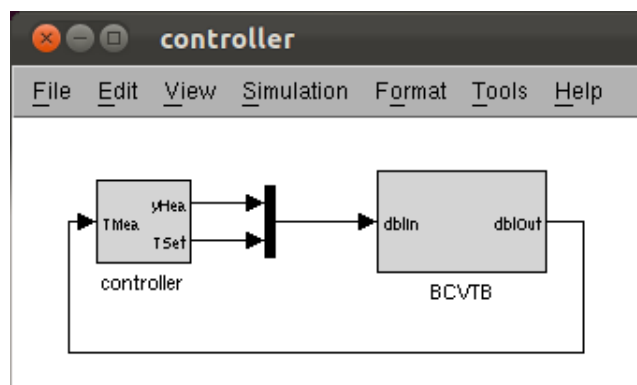 controller
File Edit View Simulation Format Tools Help
yHea
TMea
TSet
dblIn dblOut
controller
BCVTB